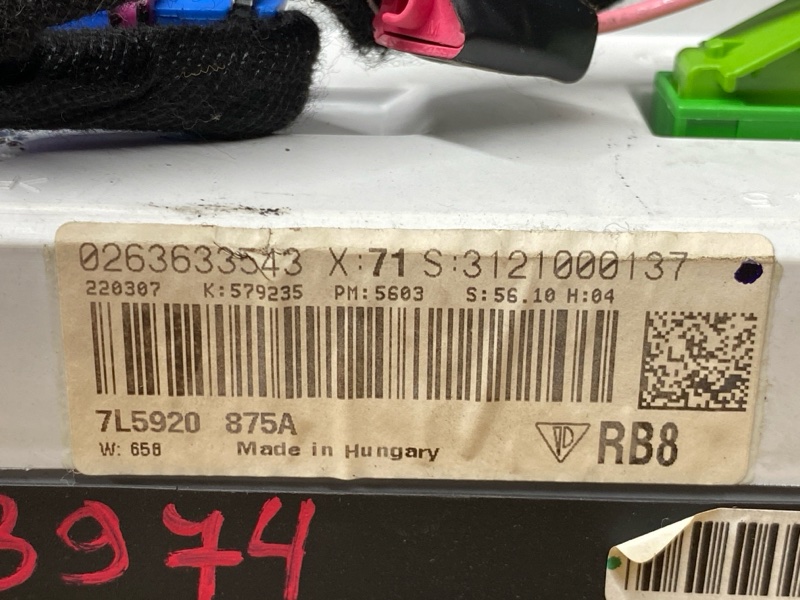 0263633543 X:71 S:3121000137
220307 K:579235 PM:5603 S:56.10 H:04
7L5920 875A RB8
W: 658 Made in Hungary
3974